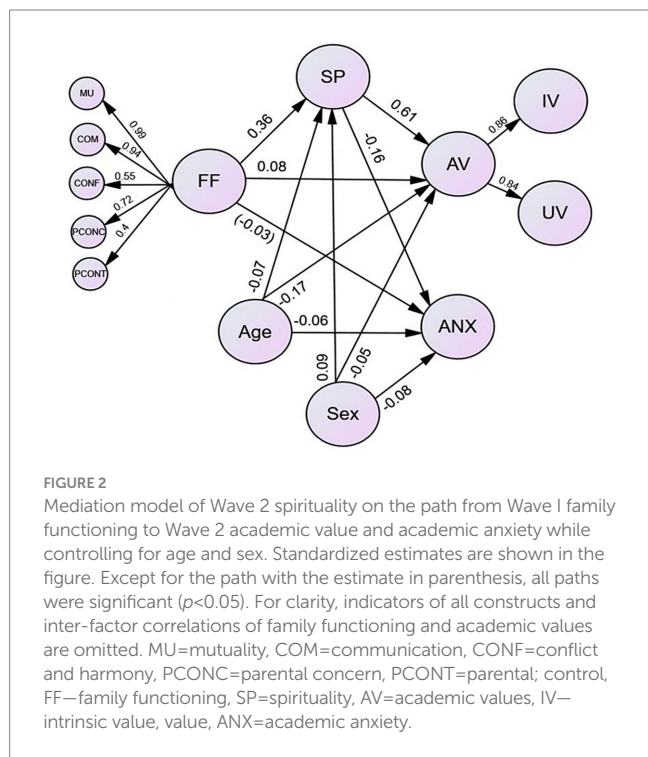 SP
MU
IV
0.99
0.36
0.61
0.86
COM
0.94
-0.16
AV
CONF
0.55
FF
0.08
0.84
UV
0.72
PCONC
0.4
(-0.03)
PCONT
-0.07
-0.17
Age
-0.06
ANX
0.09
-0.05
-0.08
Sex
FIGURE 2
Mediation model of Wave 2 spirituality on the path from Wave I family
functioning to Wave 2 academic value and academic anxiety while
controlling for age and sex. Standardized estimates are shown in the
figure. Except for the path with the estimate in parenthesis, all paths
were significant (p<0.05). For clarity, indicators of all constructs and
inter-factor correlations of family functioning and academic values
are omitted. MU=mutuality, COM=communication, CONF=conflict
and harmony, PCONC=parental concern, PCONT=parental; control,
FF—family functioning, SP=spirituality, AV=academic values, IV—
intrinsic value, value, ANX=academic anxiety.